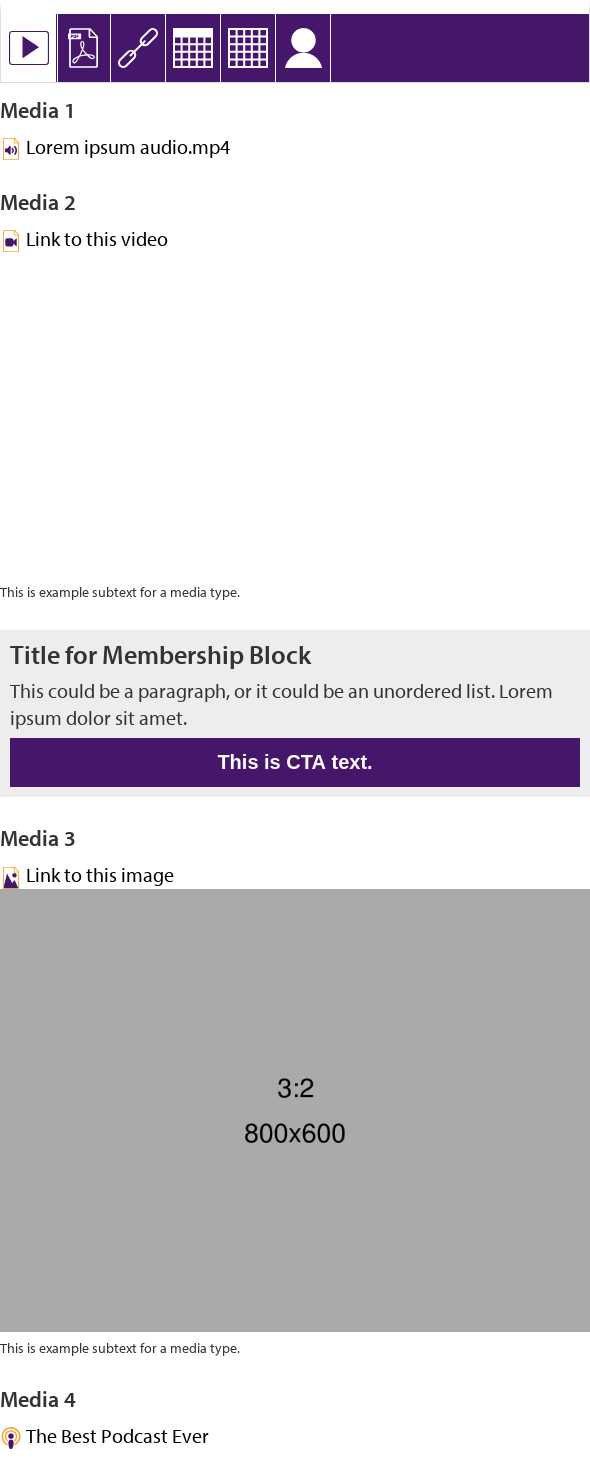 PDF
Media 1
Lorem ipsum audio.mp4
Media 2
Link to this video
This is example subtext for a media type.
Title for Membership Block
This could be a paragraph, or it could be an unordered list. Lorem
ipsum dolor sit amet.
This is CTA text.
Media 3
Link to this image
3:2
800x600
This is example subtext for a media type.
Media 4
The Best Podcast Ever